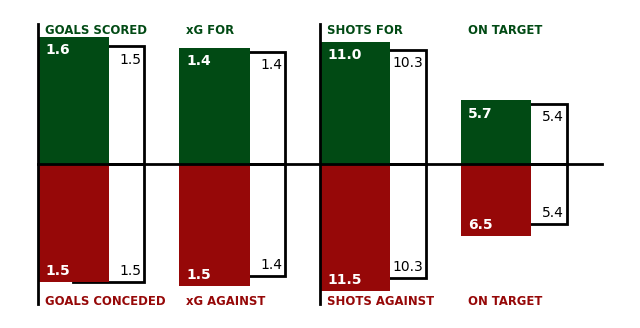 GOALS SCORED xG FOR SHOTS FOR ON TARGET
1.6 1.5 1.4 1.4 11.0 10.3 5.7 5.4
1.5 1.5 1.5 1.4 11.5 10.3 6.5 5.4
GOALS CONCEDED xG AGAINST SHOTS AGAINST ON TARGET